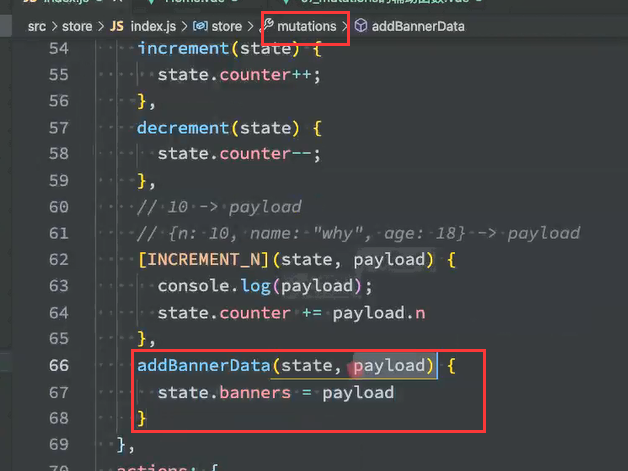 src > store > JS index.js > store > mutations > addBannerData
54 increment(state) {
55 state.counter++;
56 },
57 decrement(state) {
58 state.counter--;
59 },
60 // 10 -> payload
61 // {n: 10, name: "why", age: 18} -> payload
62 [INCREMENT_N](state, payload) {
63 console.log(payload);
64 state.counter += payload.n
65 },
66 addBannerData(state, payload) {
67 state.banners = payload
68 }
69 },
70 actions: {